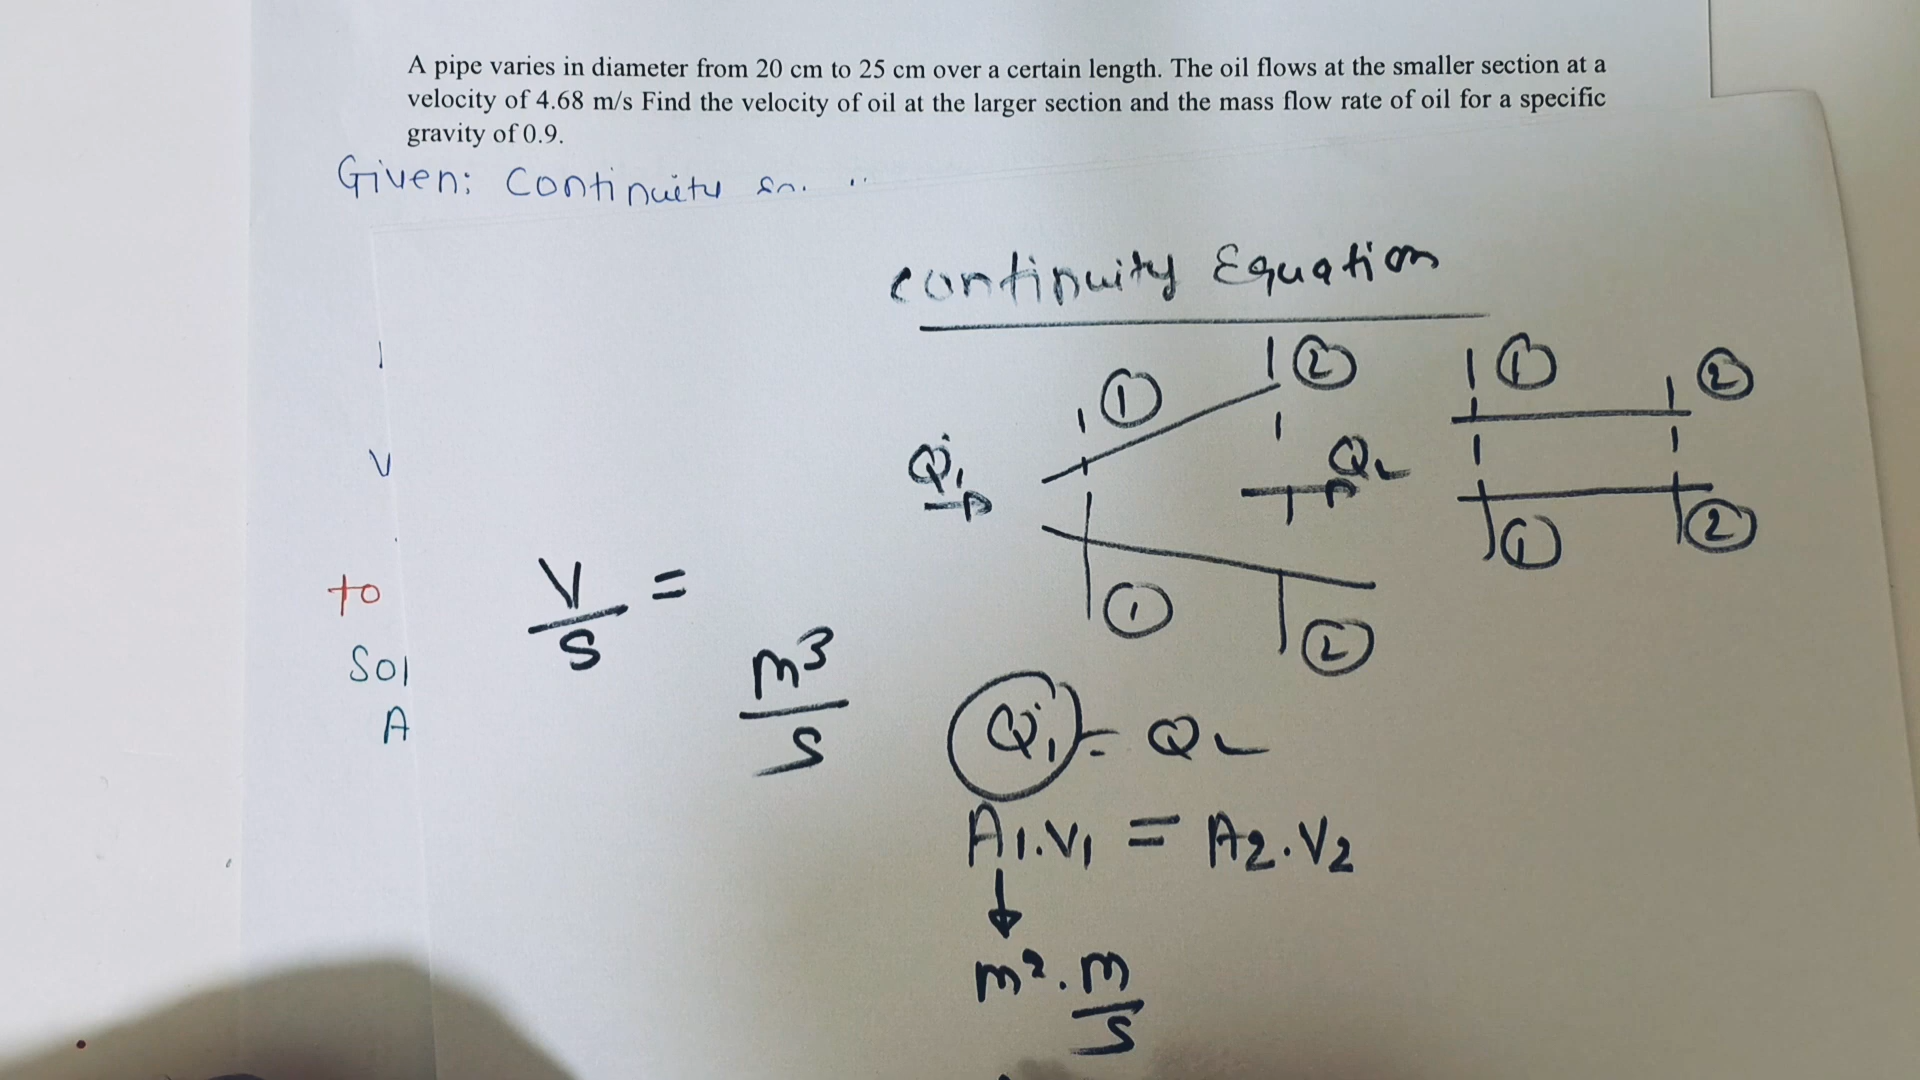 A pipe varies in diameter from 20 cm to 25 cm over a certain length. The oil flows at the smaller section at a
velocity of 4.68 m/s Find the velocity of oil at the larger section and the mass flow rate of oil for a specific
gravity of 0.9.
Given: Continuity
Continuity Equation
1 2 1 2
Q1 Q2
1 2 1 2
V/S =
m³/s
Q1 = Q2
A1.V1 = A2.V2
m².m/s
V
to
Sol
A